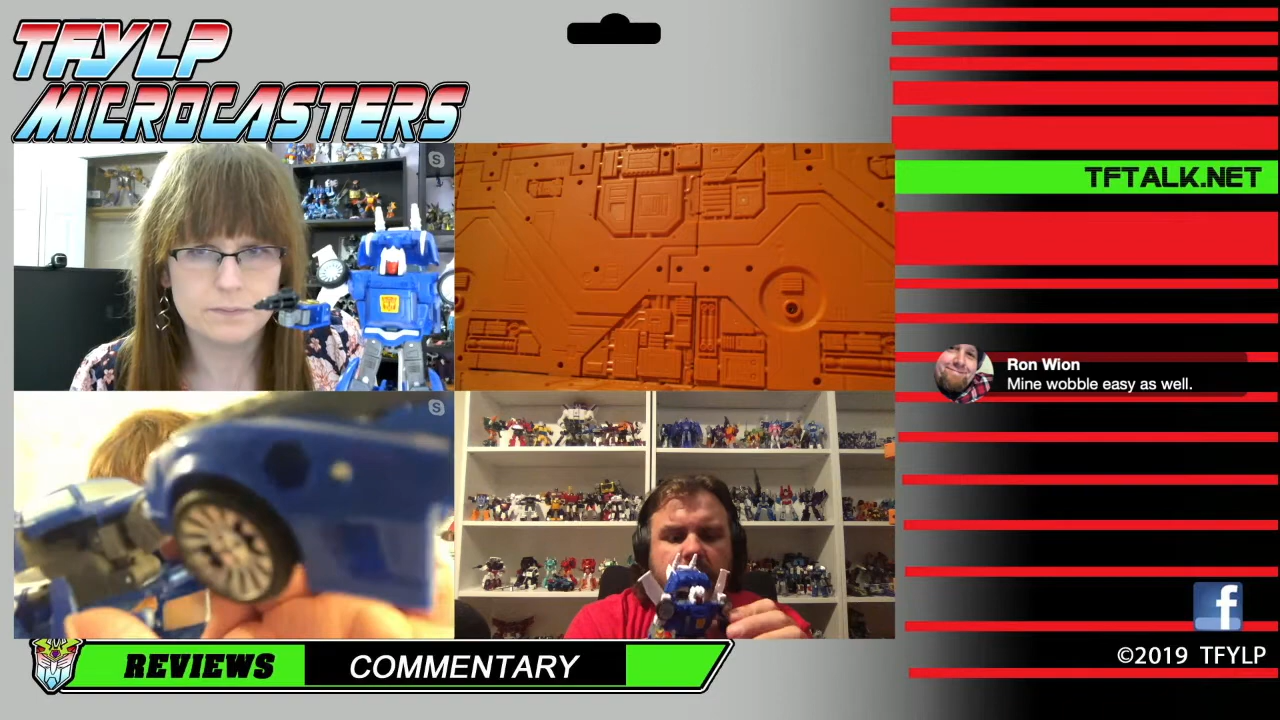 TFYLP
MICROCASTERS
TFTALK.NET
Ron Wion
Mine wobble easy as well.
f
©2019 TFYLP
REVIEWS
COMMENTARY